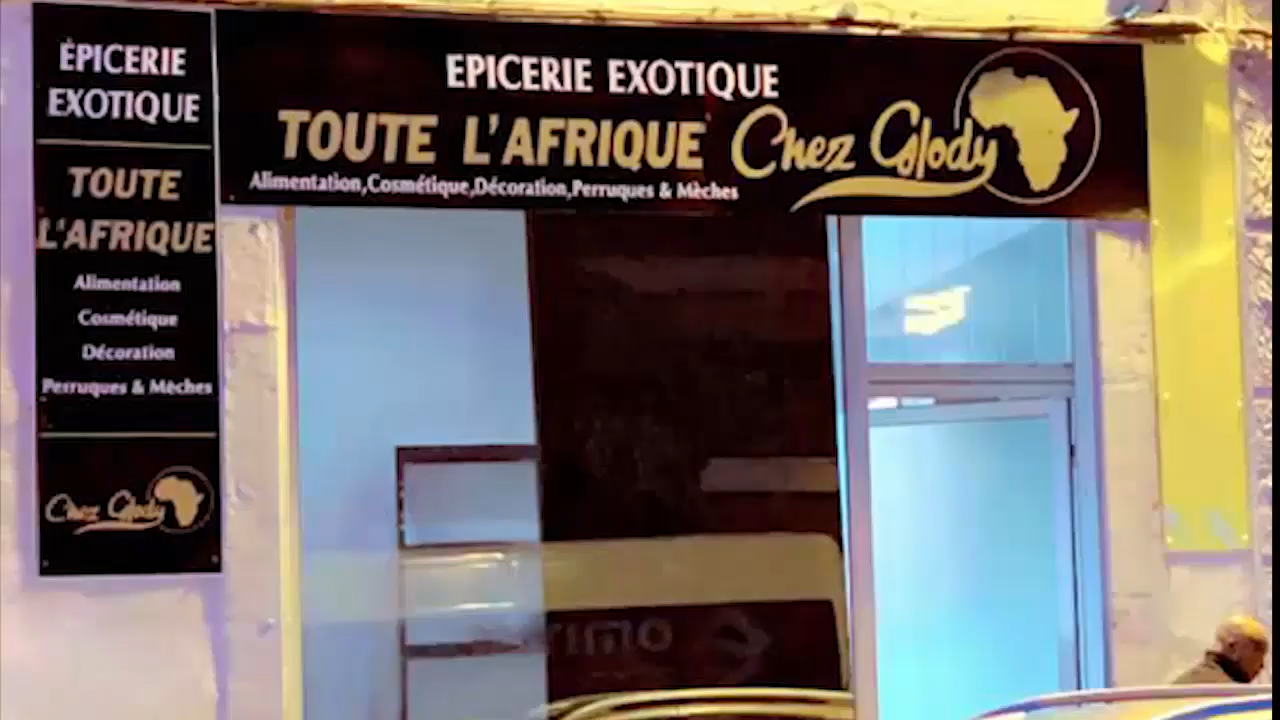 ÉPICERIE
EXOTIQUE
TOUTE
L'AFRIQUE
Alimentation
Cosmétique
Décoration
Perruques & Mèches
Chez Glody
EPICERIE EXOTIQUE
TOUTE L'AFRIQUE Chez Glody
Alimentation,Cosmétique,Décoration,Perruques & Mèches